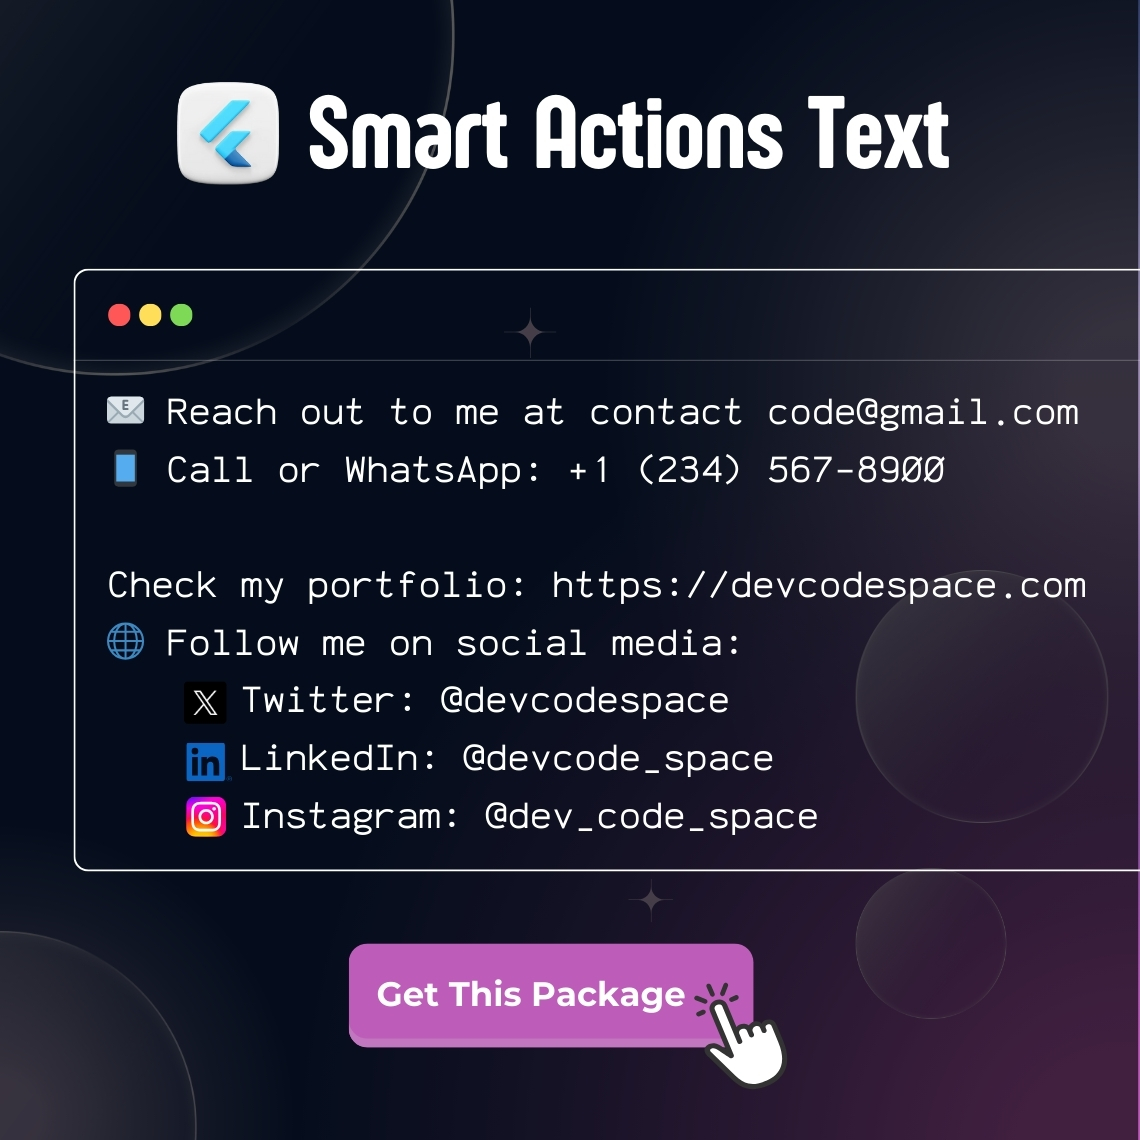 Smart Actions Text
E Reach out to me at contact code@gmail.com
Call or WhatsApp: +1 (234) 567-8900
Check my portfolio: https://devcodespace.com
Follow me on social media:
X Twitter: @devcodespace
in LinkedIn: @devcode_space
Instagram: @dev_code_space
Get This Package